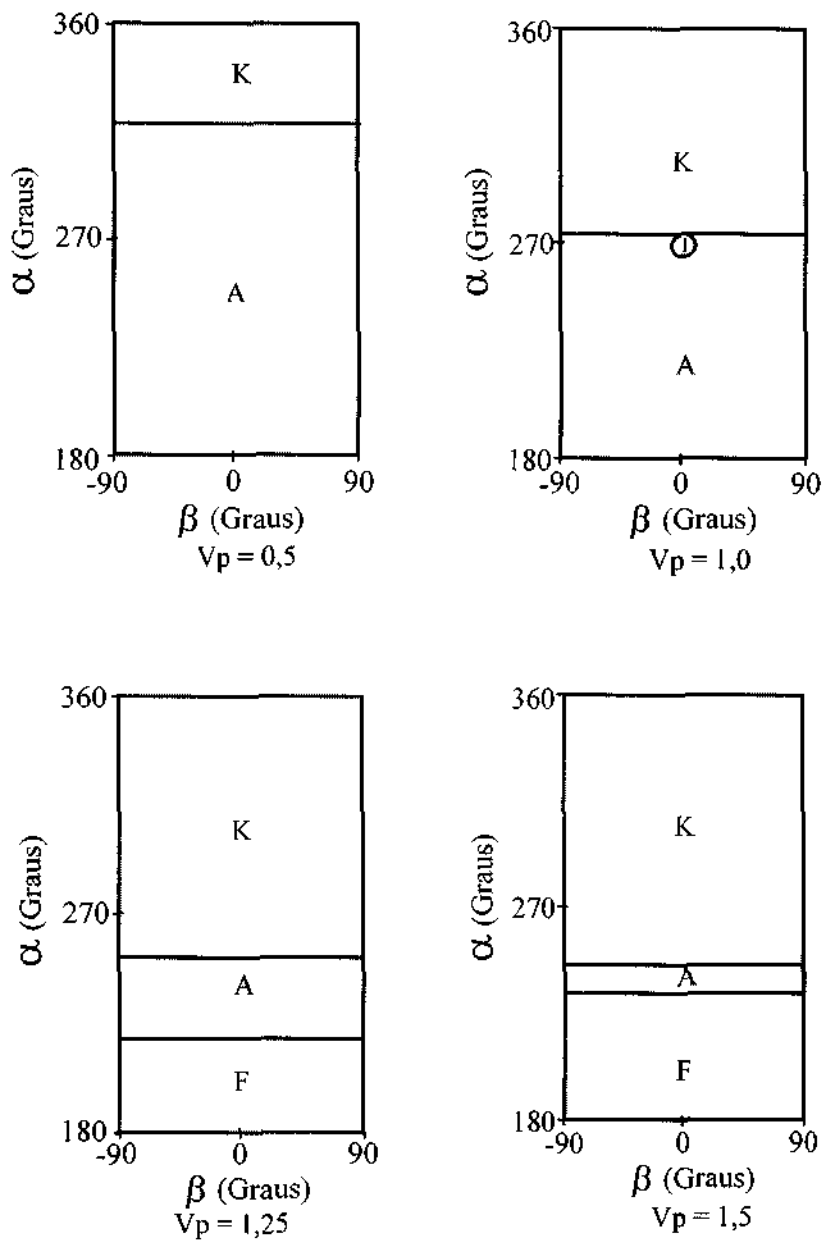 360
K
α (Graus)
270
A
180
-90 0 90
β (Graus)
Vp = 0,5
360
K
α (Graus)
270
A
180
-90 0 90
β (Graus)
Vp = 1,0
360
K
α (Graus)
270
A
F
180
-90 0 90
β (Graus)
Vp = 1,25
360
K
α (Graus)
270
A
F
180
-90 0 90
β (Graus)
Vp = 1,5